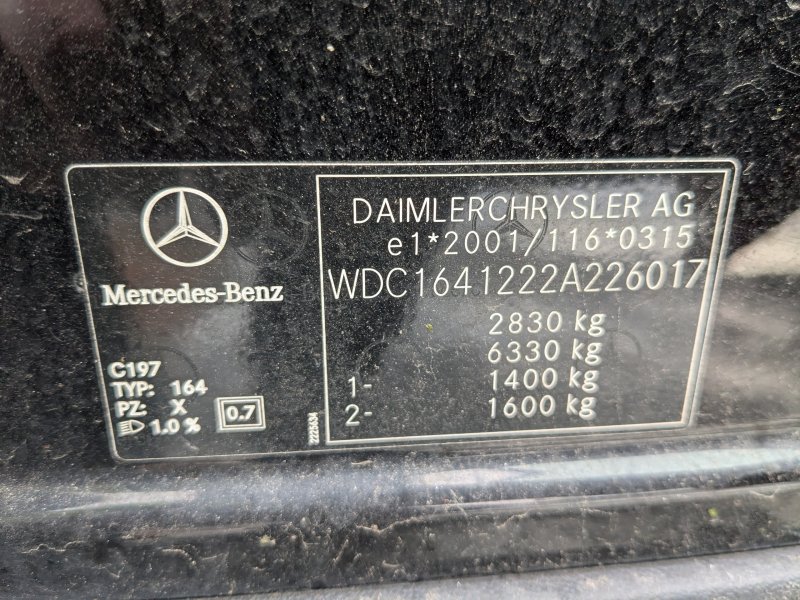 Mercedes-Benz
C197
TYP: 164
PZ: X
1.0 %
0.7
2225634
DAIMLERCHRYSLER AG
e1*2001/116*0315
WDC1641222A226017
2830 kg
6330 kg
1- 1400 kg
2- 1600 kg